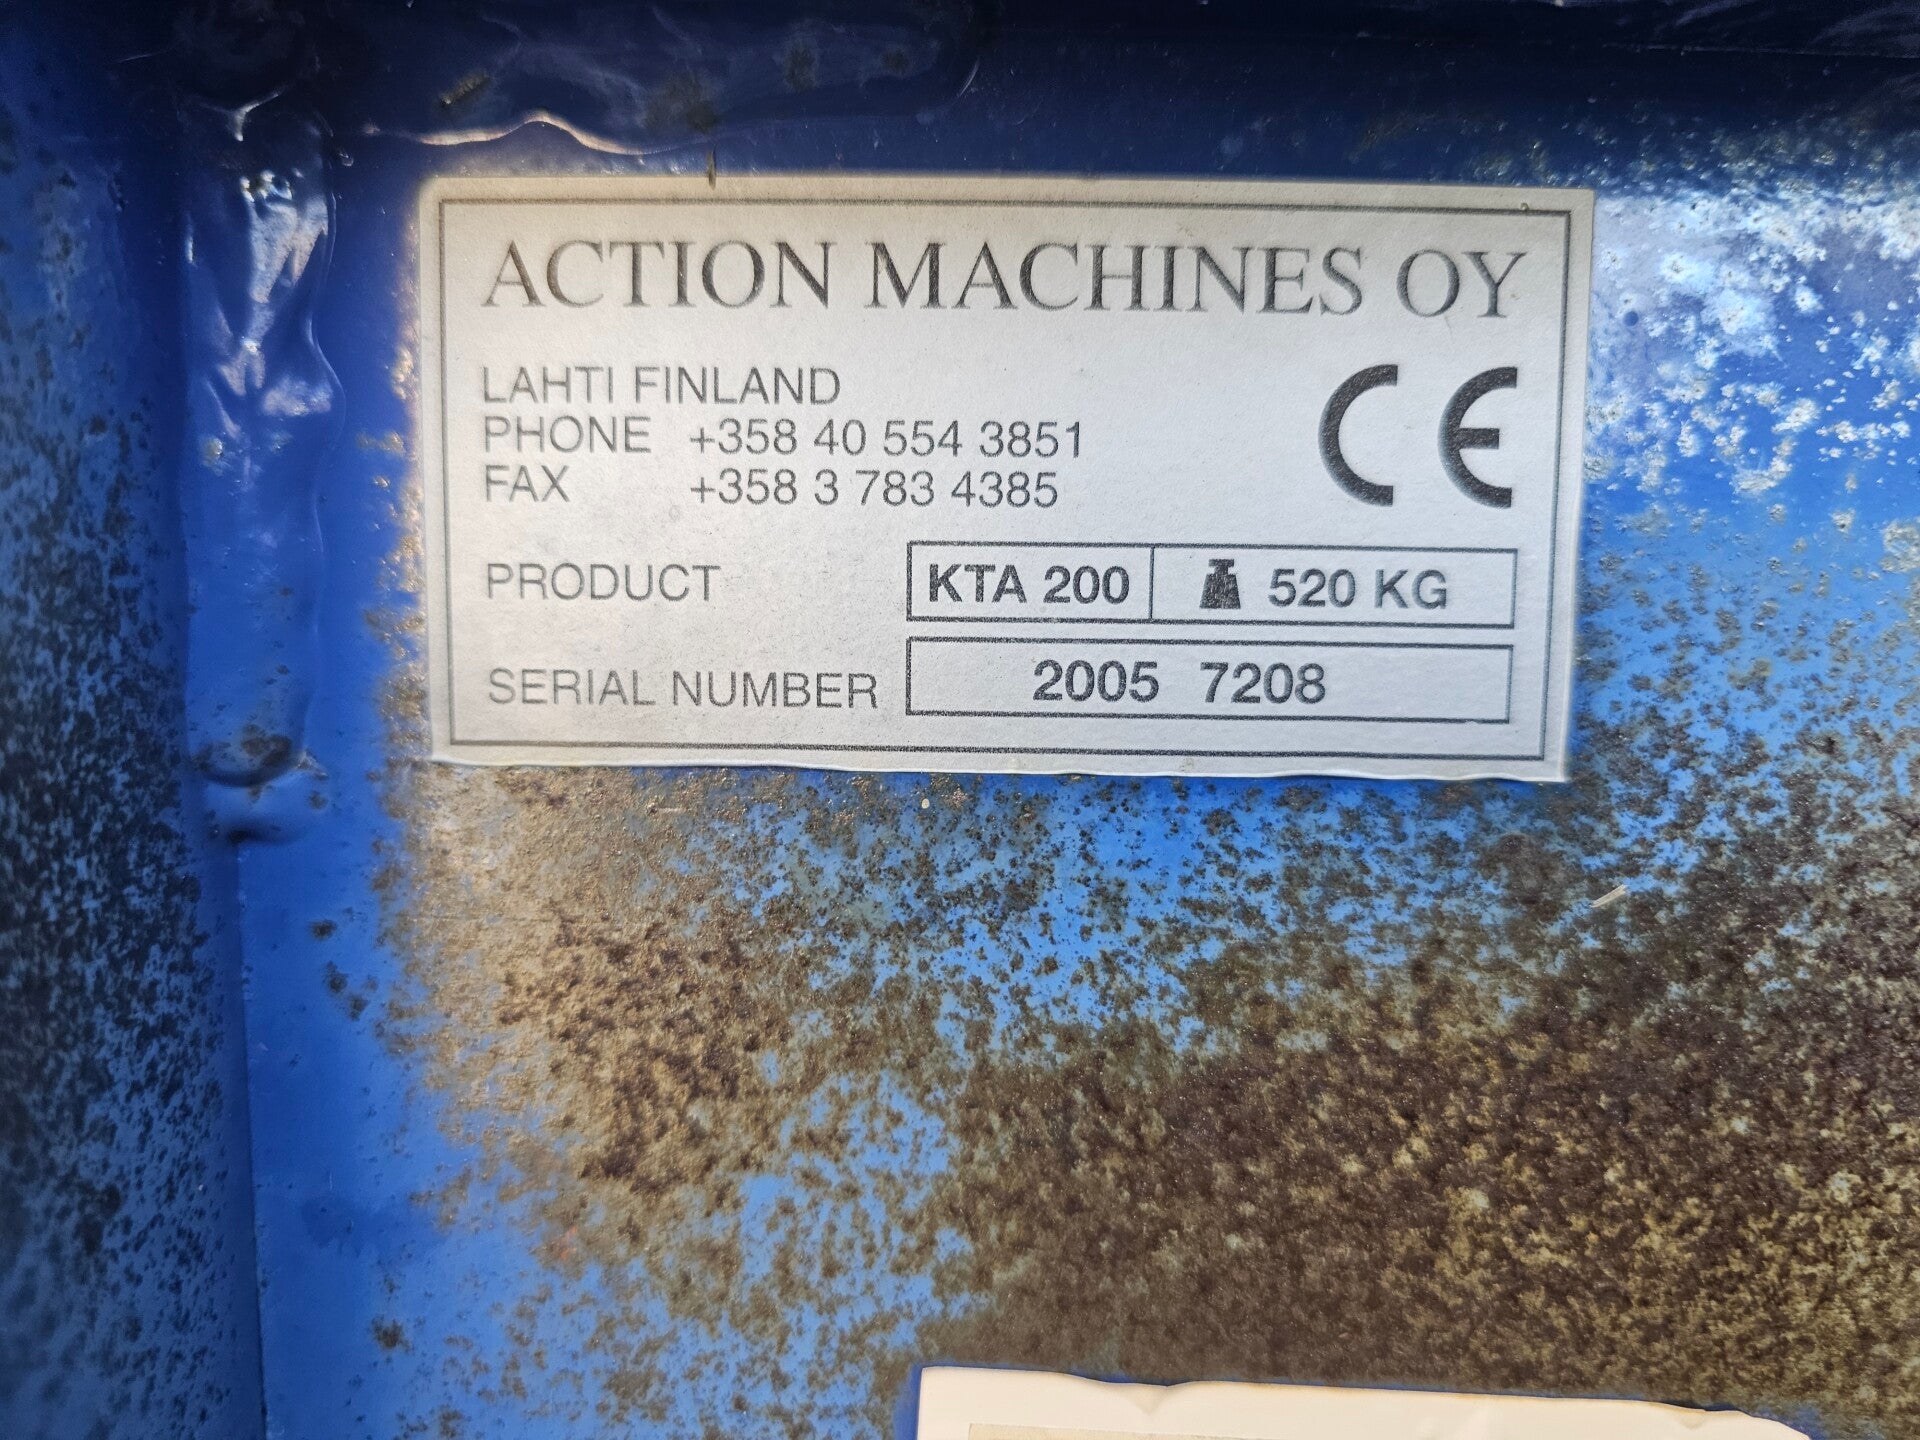 ACTION MACHINES OY
LAHTI FINLAND
PHONE +358 40 554 3851
FAX +358 3 783 4385
CE
PRODUCT KTA 200 520 KG
SERIAL NUMBER 2005 7208